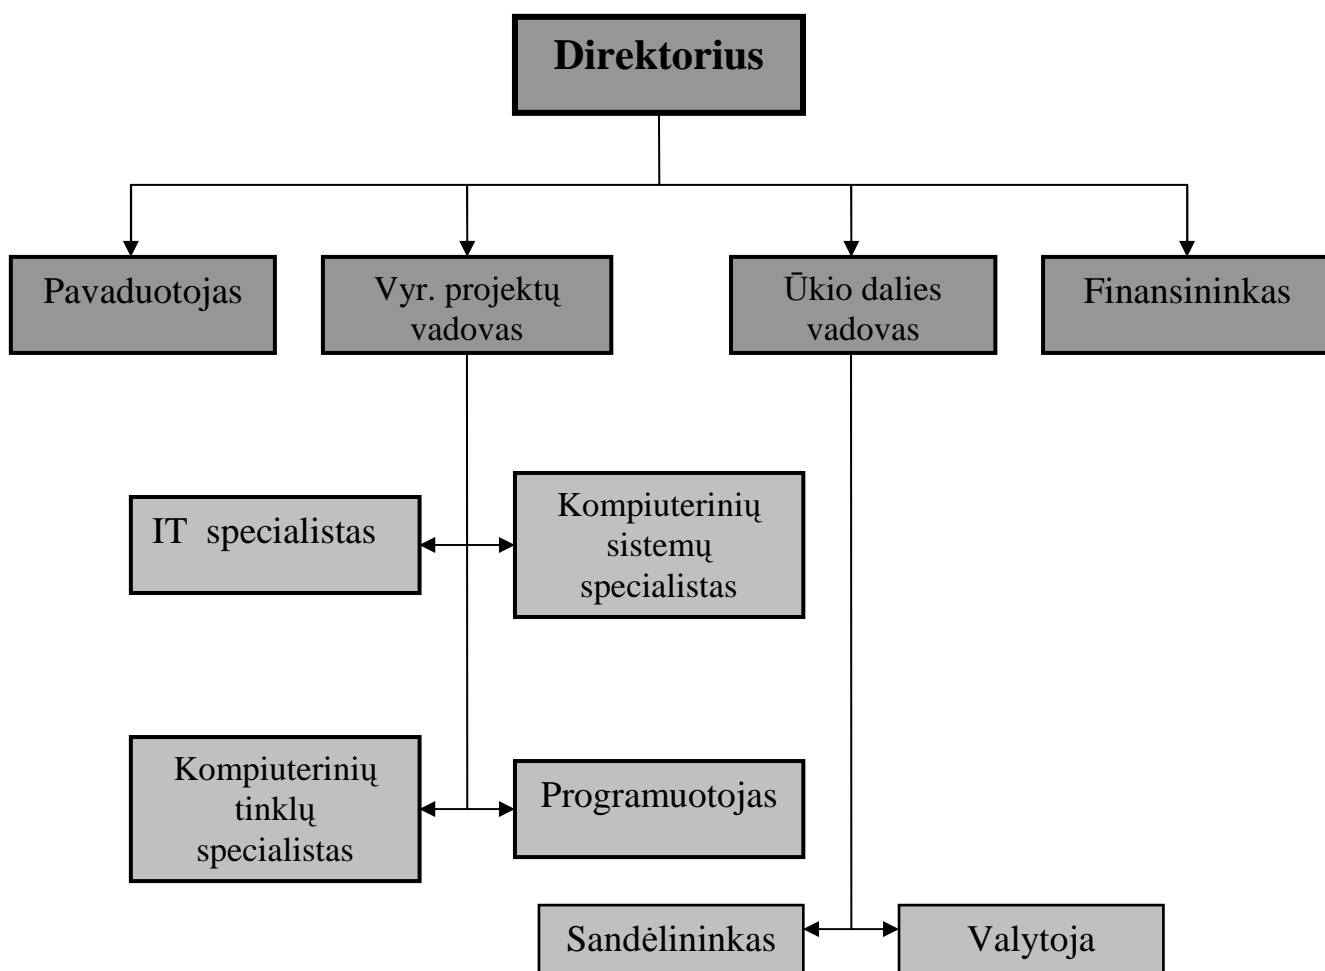 Direktorius
Pavaduotojas
Vyr. projektų
vadovas
Ūkio dalies
vadovas
Finansininkas
IT specialistas
Kompiuterinių
sistemų
specialistas
Kompiuterinių
tinklų
specialistas
Programuotojas
Sandėlininkas
Valytoja